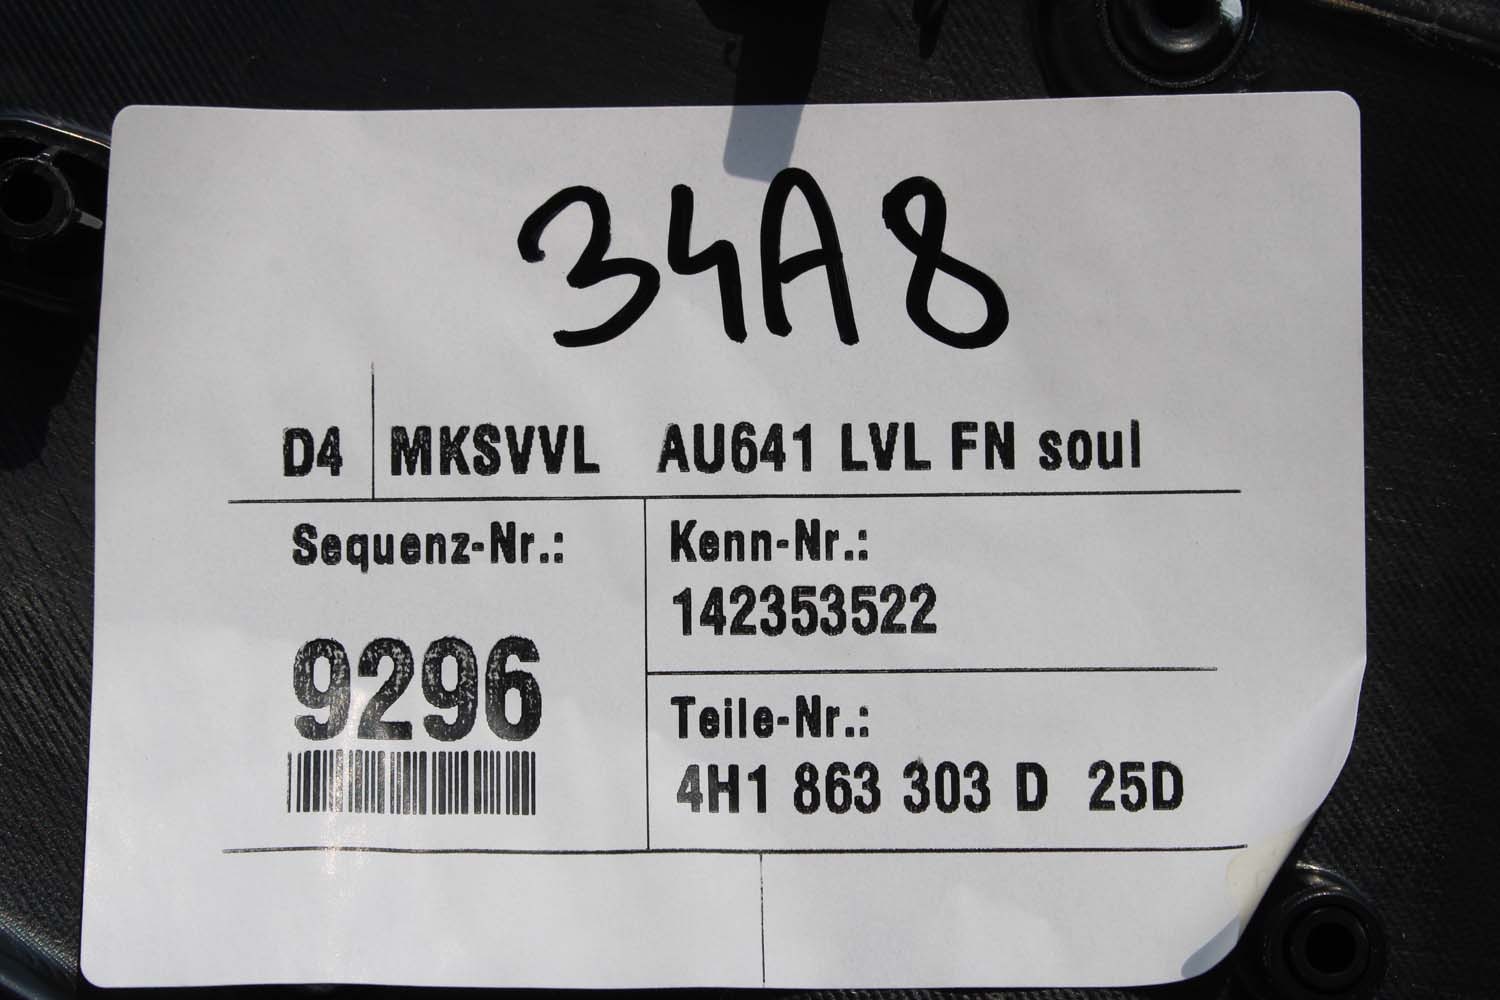 34A8
D4 MKSVVL AU641 LVL FN soul
Sequenz-Nr.:
9296
Kenn-Nr.:
142353522
Teile-Nr.:
4H1 863 303 D 25D